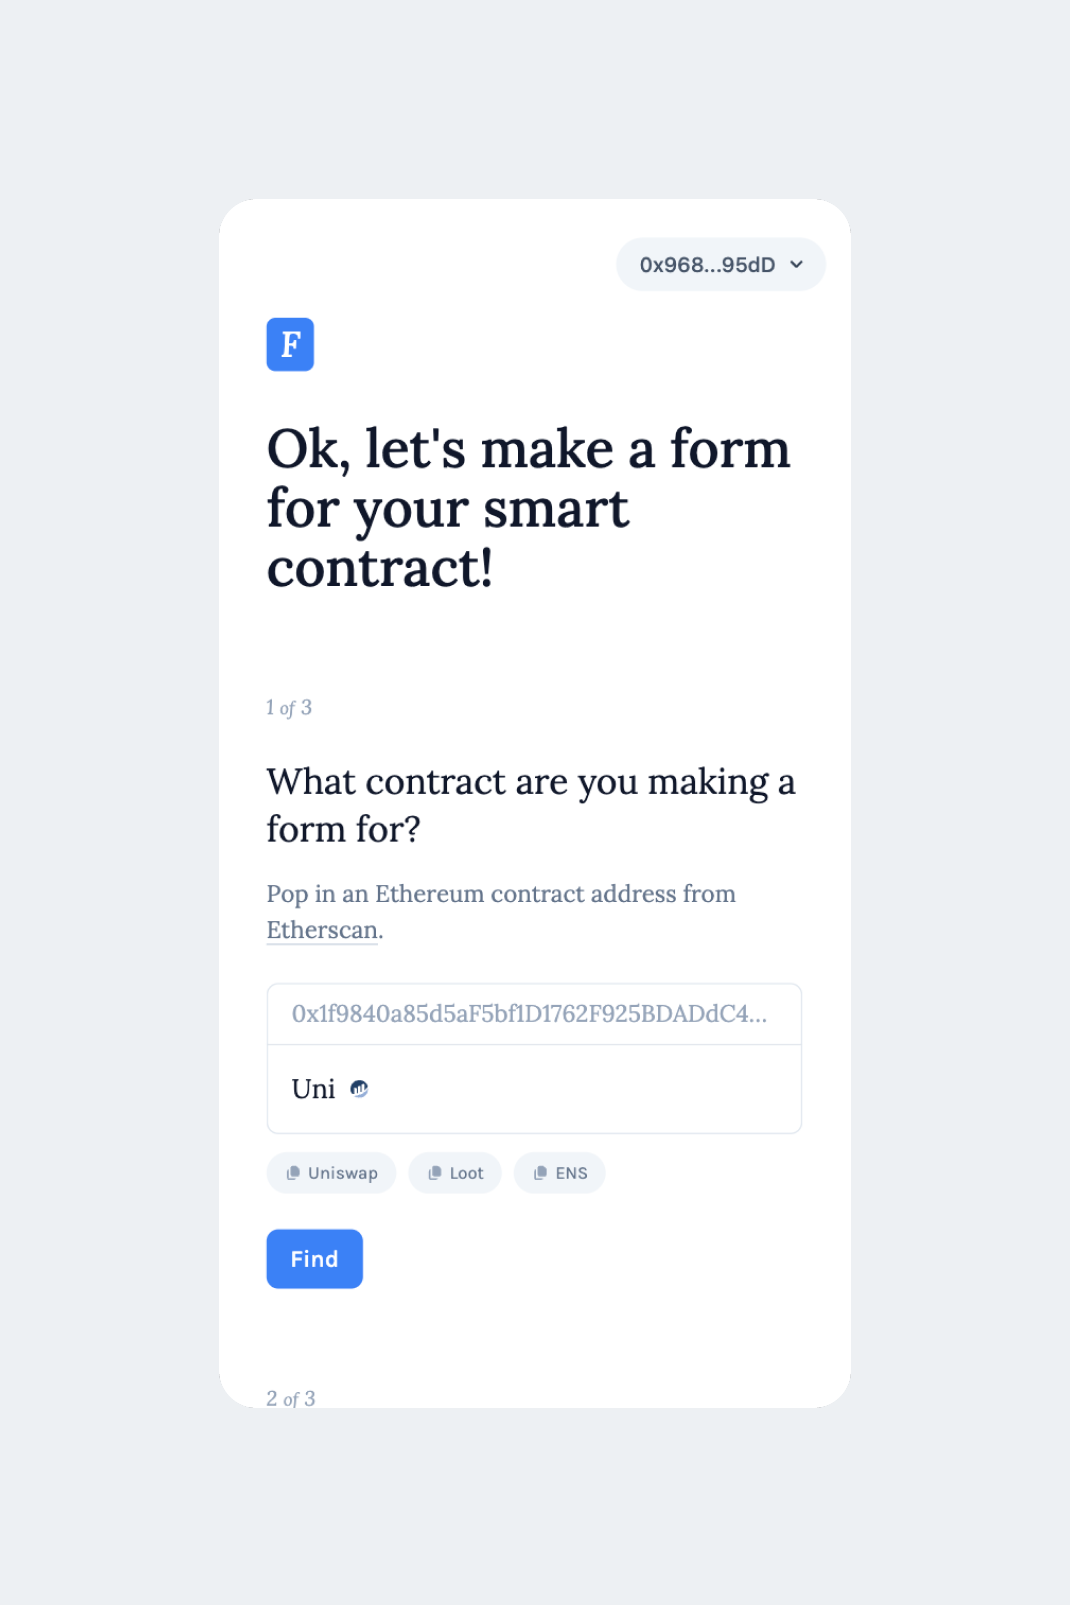 0x968...95dD
F
Ok, let's make a form
for your smart
contract!
1 of 3
What contract are you making a
form for?
Pop in an Ethereum contract address from
Etherscan.
0x1f9840a85d5aF5bf1D1762F925BDADdC4...
Uni
Uniswap
Loot
ENS
Find
2 of 3